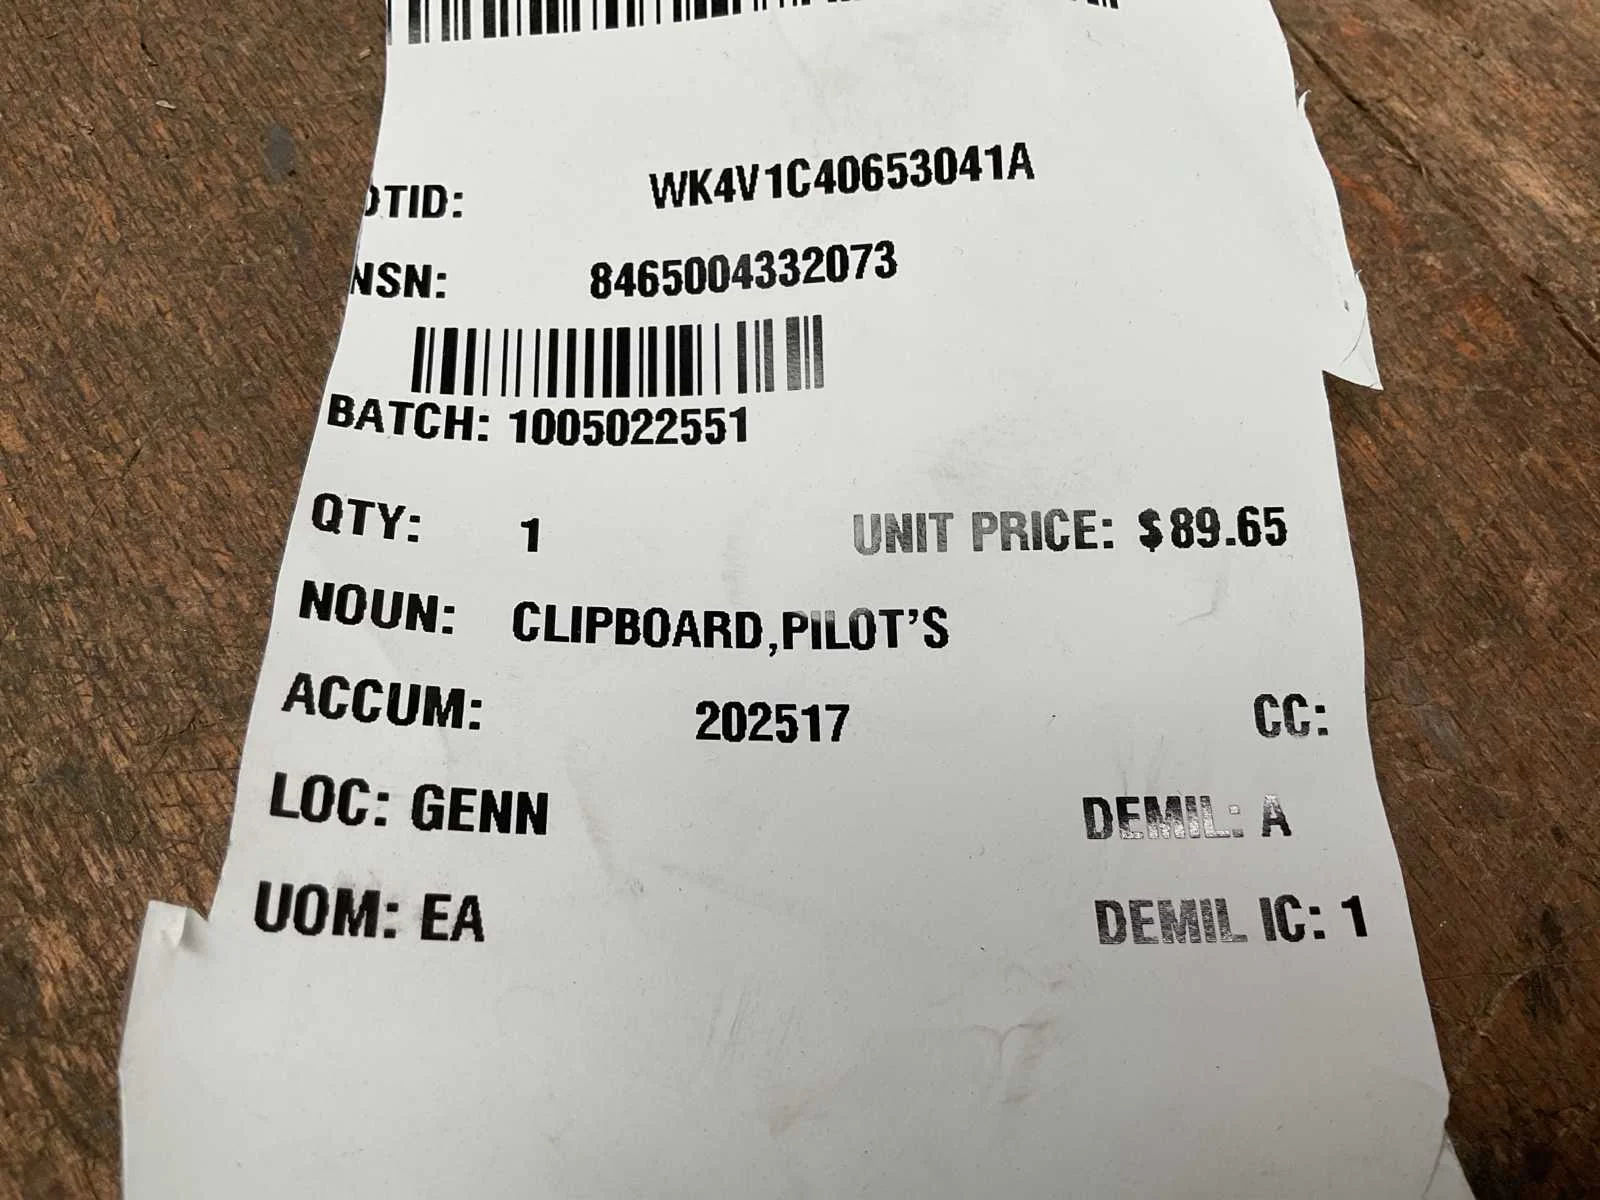 DTID: WK4V1C40653041A
NSN: 8465004332073
BATCH: 1005022551
QTY: 1 UNIT PRICE: $89.65
NOUN: CLIPBOARD,PILOT'S
ACCUM: 202517 CC:
LOC: GENN DEMIL: A
UOM: EA DEMIL IC: 1